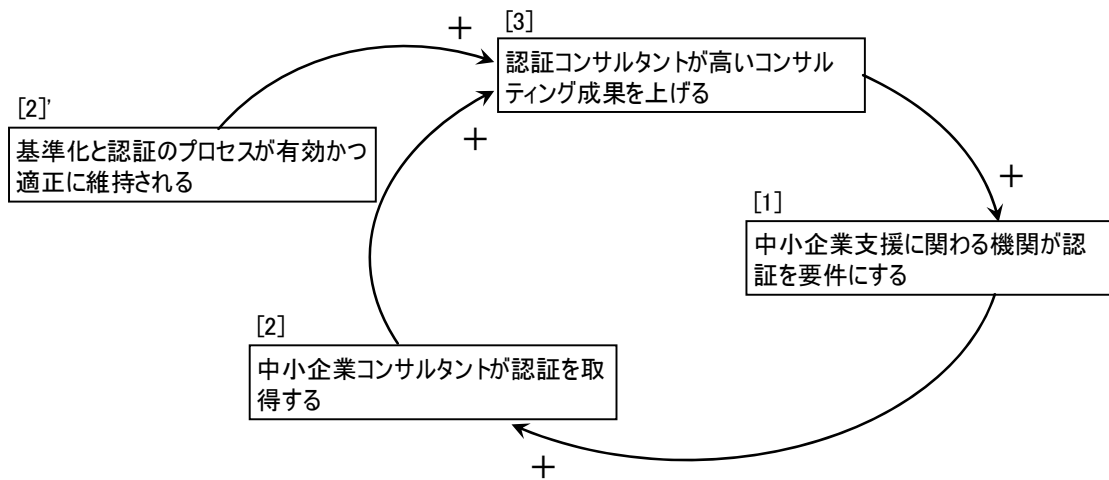 [3]
+
認証コンサルタントが高いコンサル
ティング成果を上げる
[2]'
+
基準化と認証のプロセスが有効かつ
適正に維持される
+
[1]
中小企業支援に関わる機関が認
証を要件にする
[2]
中小企業コンサルタントが認証を取
得する
+